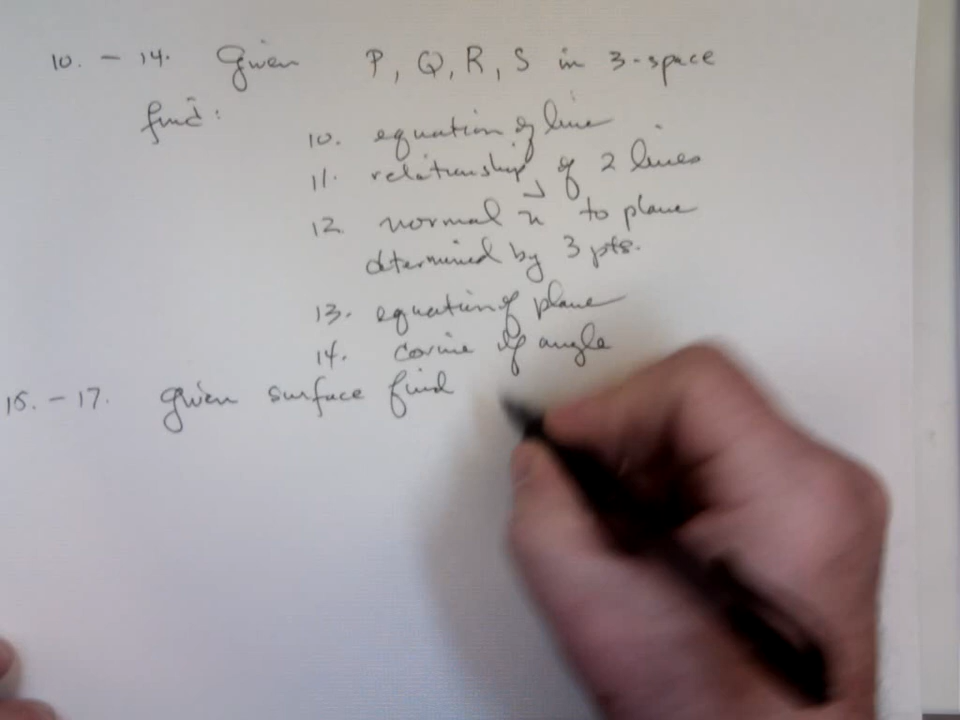 10. - 14. Given P, Q, R, S in 3-space
find:
10. equation of line
11. relationship of 2 lines
12. normal n⃗ to plane
determined by 3 pts.
13. equation of plane
14. cosine of angle
15. - 17. given surface find